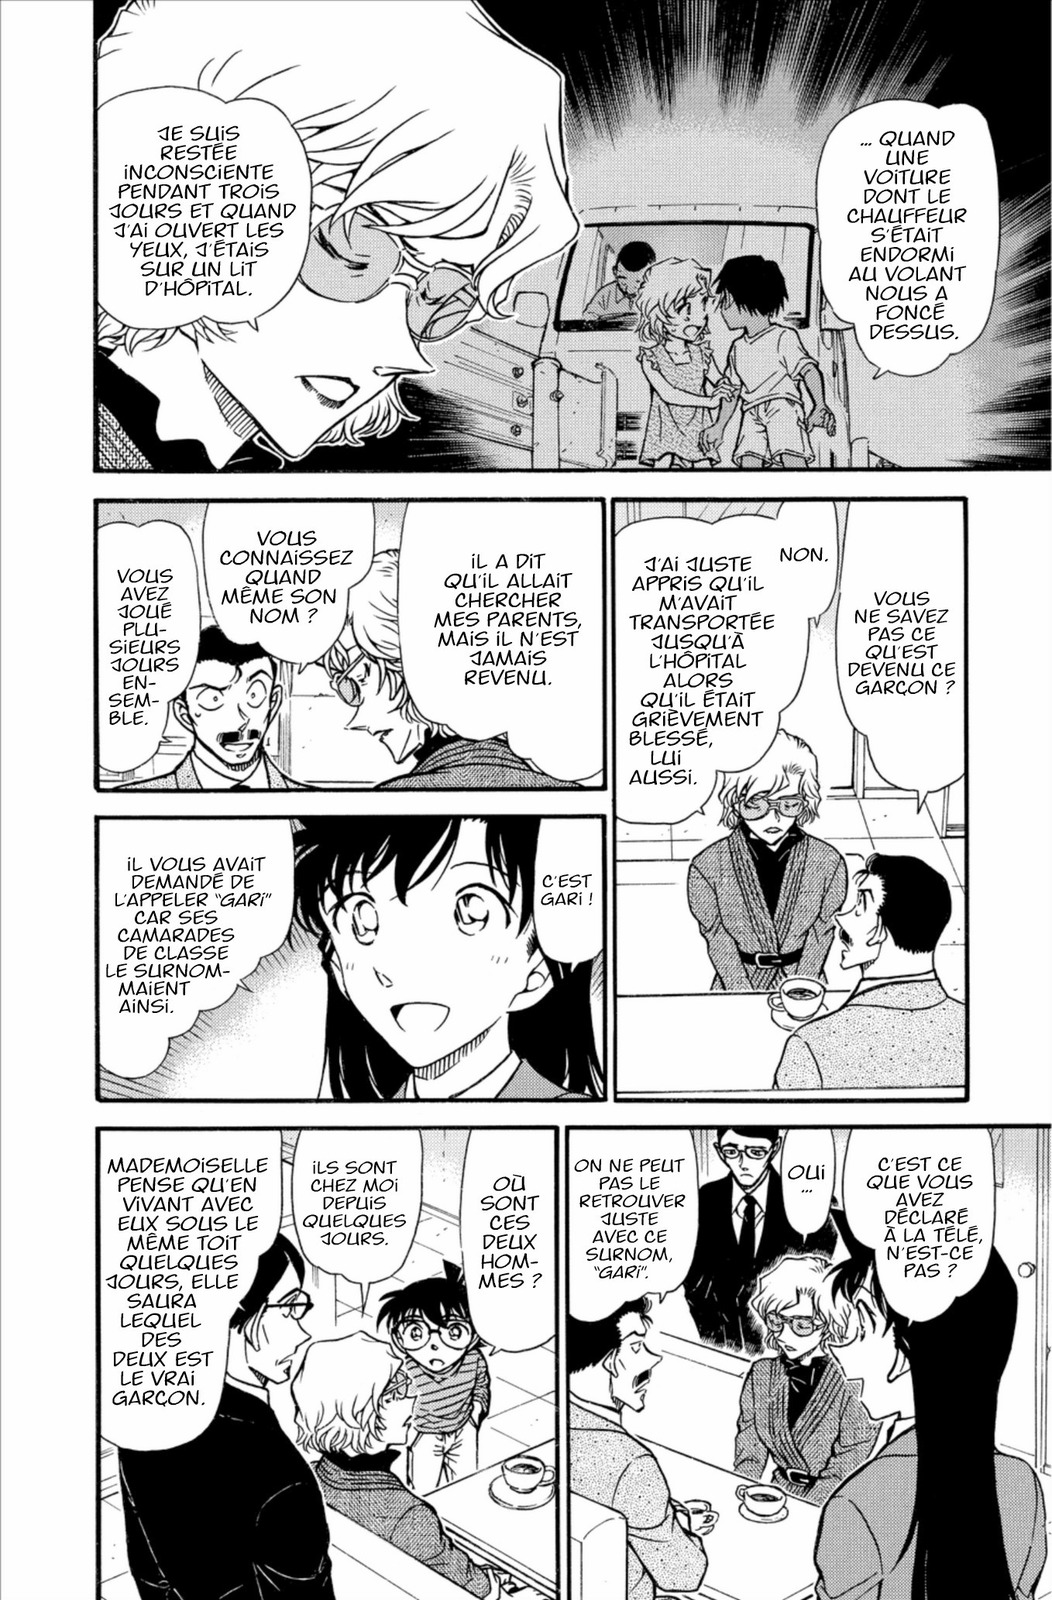 ... QUAND
UNE
VOITURE
DONT LE
CHAUFFEUR
S'ÉTAIT
ENDORMI
AU VOLANT
NOUS A
FONCÉ
DESSUS.
JE SUIS
RESTÉE
INCONSCIENTE
PENDANT TROIS
JOURS ET QUAND
J'AI OUVERT LES
YEUX, J'ÉTAIS
SUR UN LIT
D'HÔPITAL.
VOUS
NE SAVEZ
PAS CE
QU'EST
DEVENU CE
GARÇON ?
NON.
J'AI JUSTE
APPRIS QU'IL
M'AVAIT
TRANSPORTÉE
JUSQU'À
L'HÔPITAL
ALORS
QU'IL ÉTAIT
GRIÈVEMENT
BLESSÉ,
LUI
AUSSI.
IL A DIT
QU'IL ALLAIT
CHERCHER
MES PARENTS,
MAIS IL N'EST
JAMAIS
REVENU.
VOUS
CONNAISSEZ
QUAND
MÊME SON
NOM ?
VOUS
AVEZ
JOUÉ
PLU-
SIEURS
JOURS
EN-
SEM-
BLE.
C'EST
GARI !
IL VOUS AVAIT
DEMANDÉ DE
L'APPELER "GARI"
CAR SES
CAMARADES
DE CLASSE
LE SURNOM-
MAIENT
AINSI.
C'EST CE
QUE VOUS
AVEZ
DÉCLARÉ
À LA TÉLÉ,
N'EST-CE
PAS ?
OUI
...
ON NE PEUT
PAS LE
RETROUVER
JUSTE
AVEC CE
SURNOM,
"GARI".
OÙ
SONT
CES
DEUX
HOM-
MES ?
ILS SONT
CHEZ MOI
DEPUIS
QUELQUES
JOURS.
MADEMOISELLE
PENSE QU'EN
VIVANT AVEC
EUX SOUS LE
MÊME TOIT
QUELQUES
JOURS, ELLE
SAURA
LEQUEL
DES
DEUX EST
LE VRAI
GARÇON.